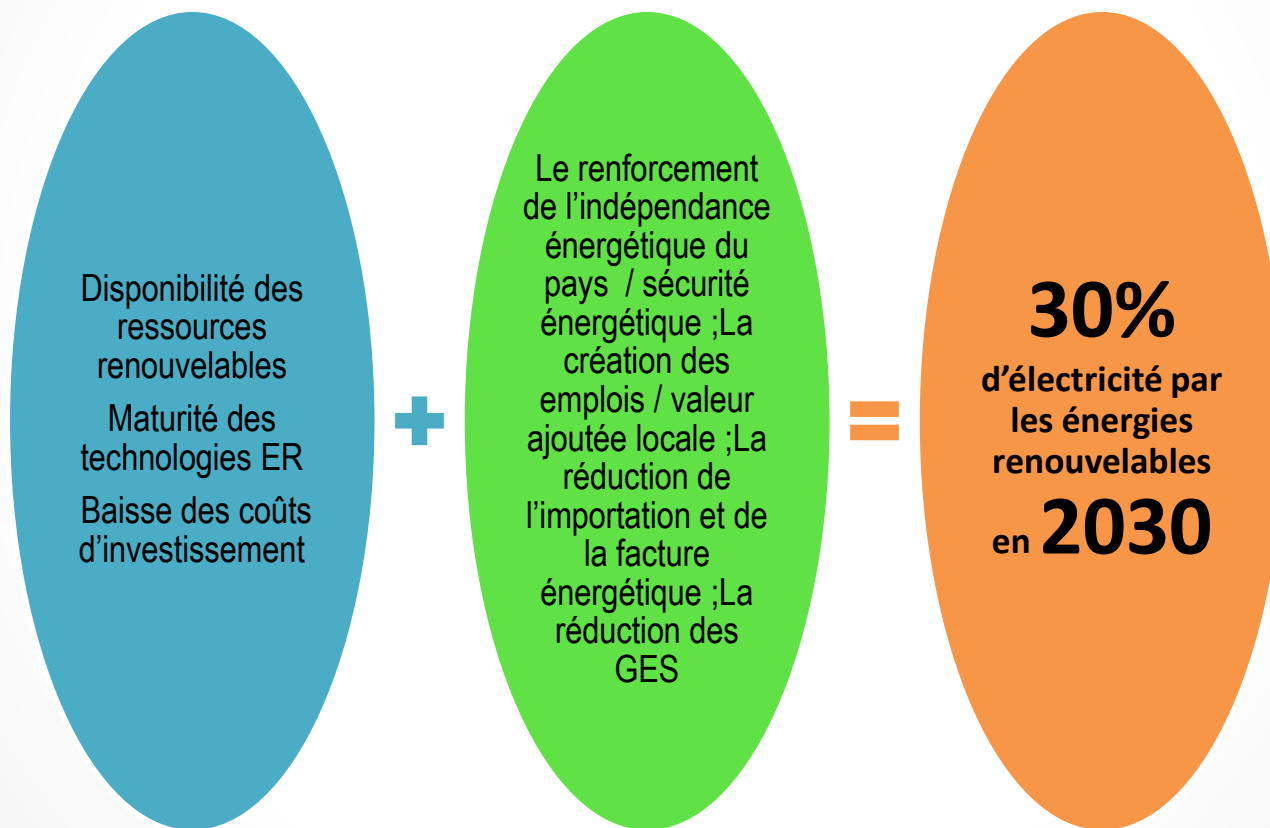 Disponibilité des
ressources
renouvelables
Maturité des
technologies ER
Baisse des coûts
d’investissement
+
Le renforcement
de l’indépendance
énergétique du
pays / sécurité
énergétique ;La
création des
emplois / valeur
ajoutée locale ;La
réduction de
l’importation et de
la facture
énergétique ;La
réduction des
GES
=
30%
d’électricité par
les énergies
renouvelables
en 2030